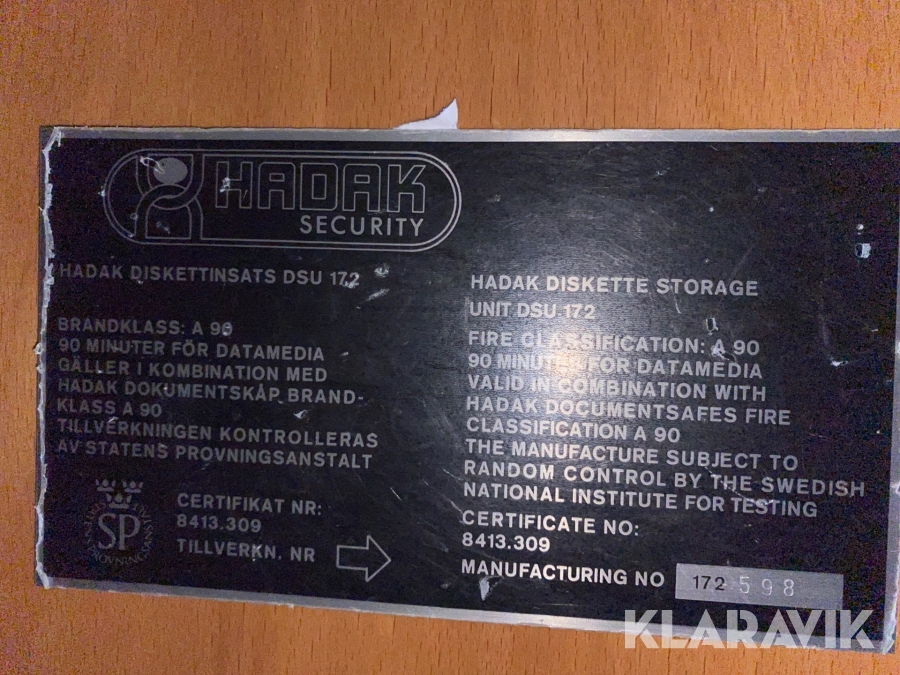 HADAK
SECURITY
HADAK DISKETTINSATS DSU 172
BRANDKLASS: A 90
90 MINUTER FÖR DATAMEDIA
GÄLLER I KOMBINATION MED
HADAK DOKUMENTSKÅP BRAND-
KLASS A 90
TILLVERKNINGEN KONTROLLERAS
AV STATENS PROVNINGSANSTALT
SP
CERTIFIKAT NR:
8413.309
TILLVERKN. NR
HADAK DISKETTE STORAGE
UNIT DSU 172
FIRE CLASSIFICATION: A 90
90 MINUTES FOR DATAMEDIA
VALID IN COMBINATION WITH
HADAK DOCUMENTSAFES FIRE
CLASSIFICATION A 90
THE MANUFACTURE SUBJECT TO
RANDOM CONTROL BY THE SWEDISH
NATIONAL INSTITUTE FOR TESTING
CERTIFICATE NO:
8413.309
MANUFACTURING NO 172 598
KLARAVIK